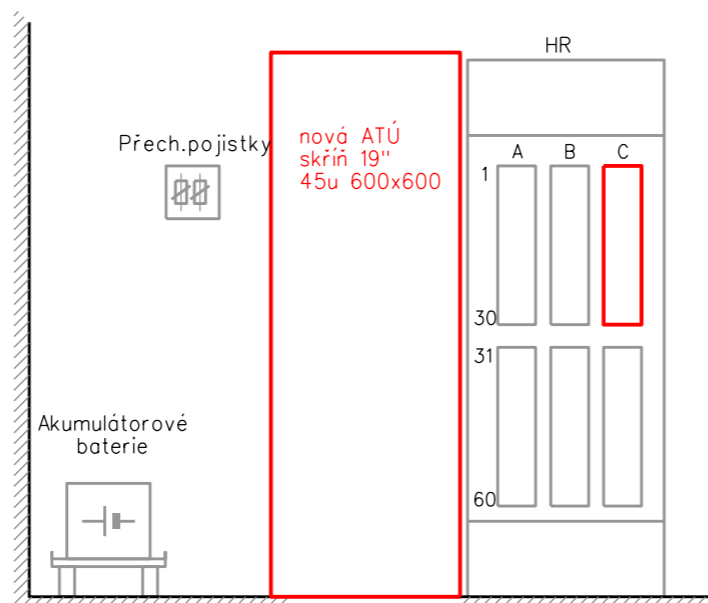 HR
Přech.pojistky
nová ATÚ
skříň 19"
45u 600x600
A B C
1
30
31
60
Akumulátorové
baterie